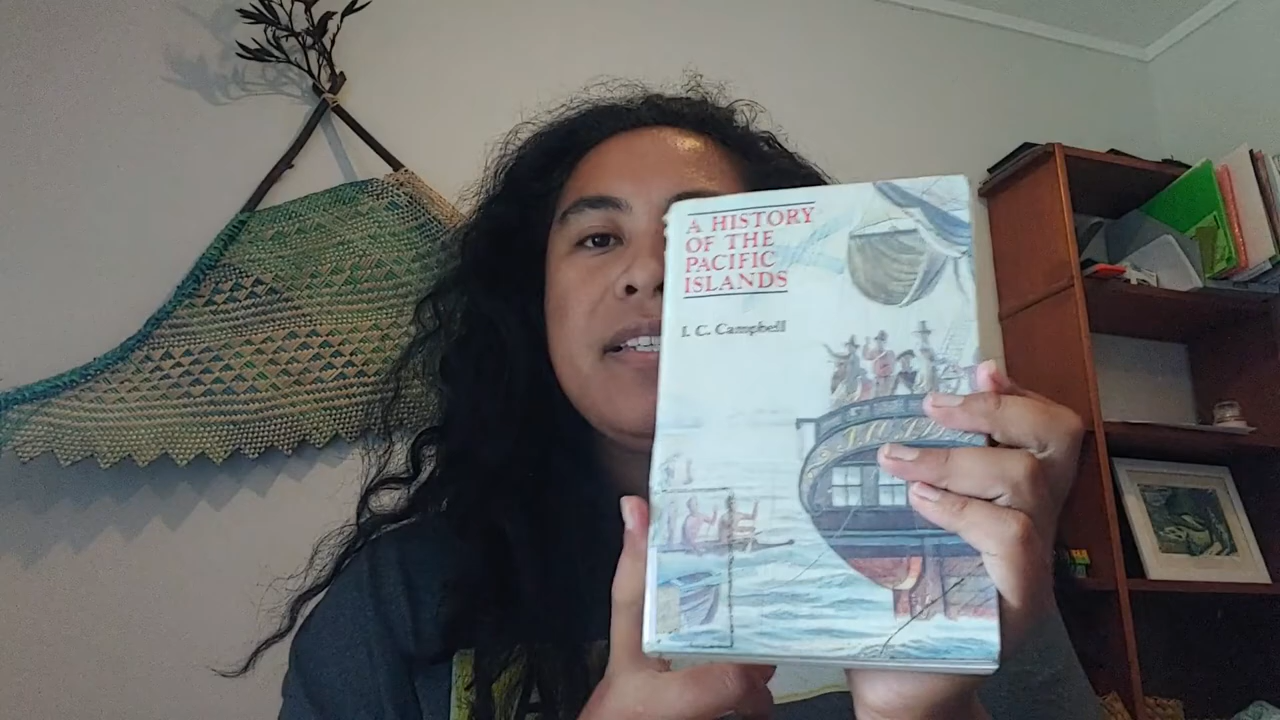 A HISTORY
OF THE
PACIFIC
ISLANDS
I. C. Campbell